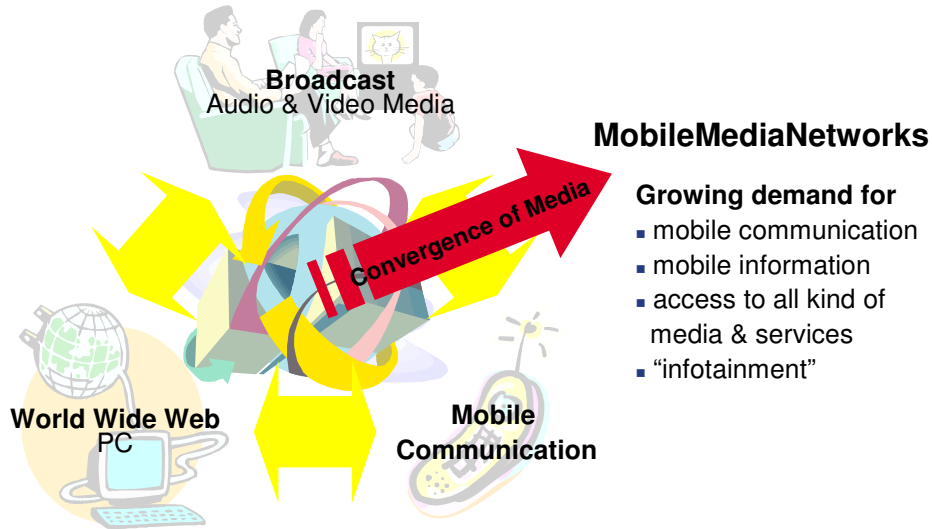 Broadcast
Audio & Video Media
MobileMediaNetworks
Convergence of Media
Growing demand for
▪ mobile communication
▪ mobile information
▪ access to all kind of
media & services
▪ “infotainment”
World Wide Web
PC
Mobile
Communication